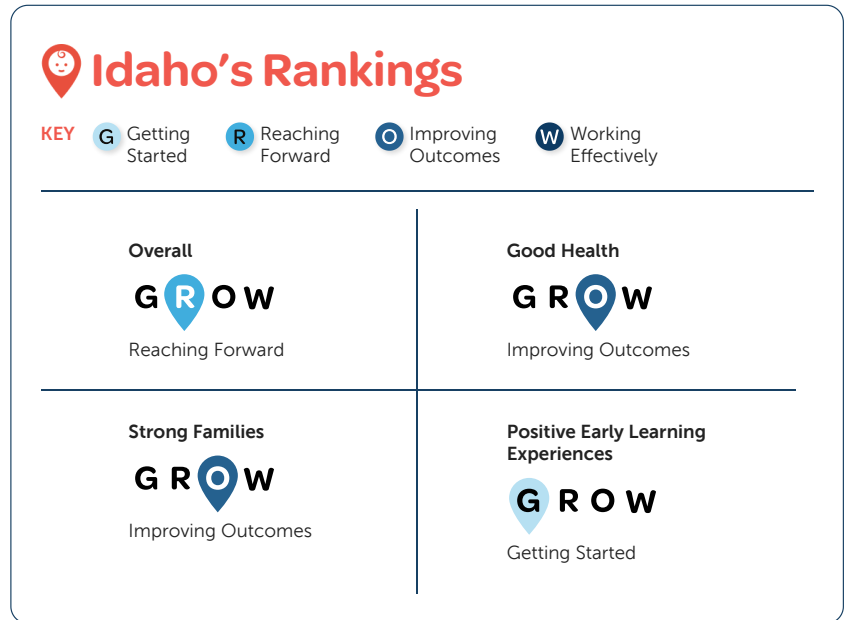 Idaho's Rankings
KEY G Getting Started R Reaching Forward O Improving Outcomes W Working Effectively
Overall
G R O W
Reaching Forward
Good Health
G R O W
Improving Outcomes
Strong Families
G R O W
Improving Outcomes
Positive Early Learning
Experiences
G R O W
Getting Started